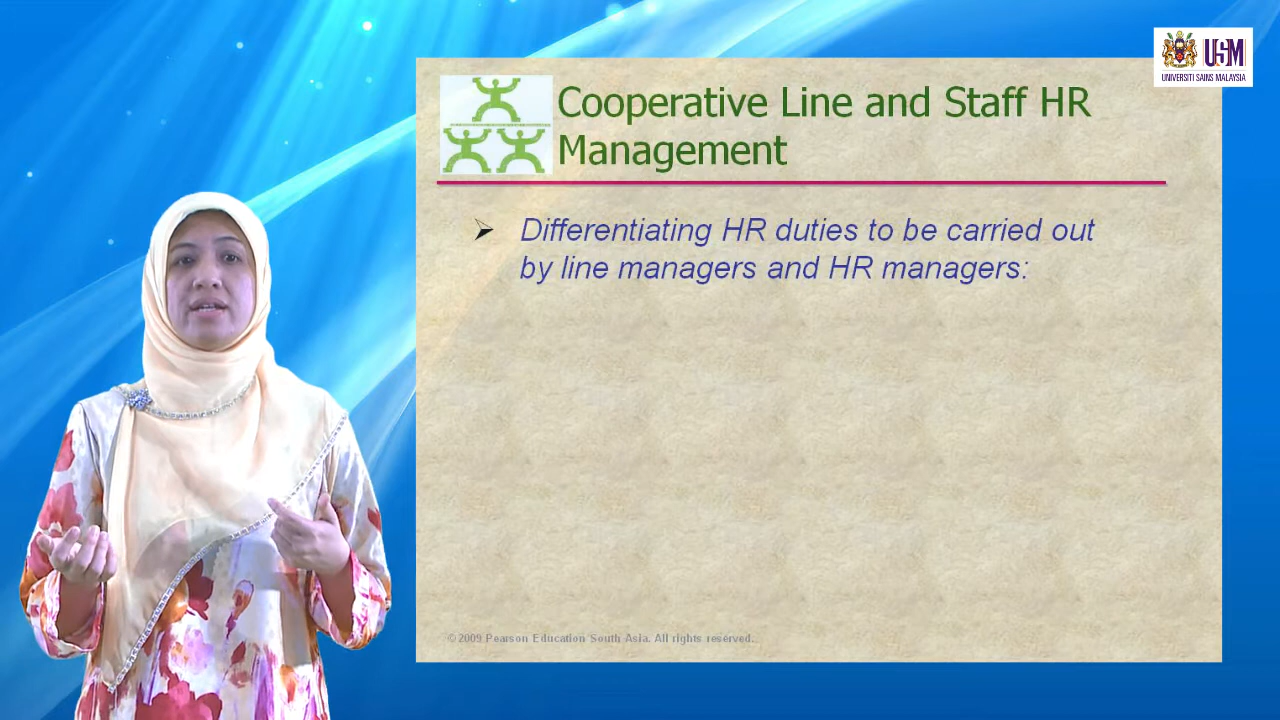 USM
UNIVERSITI SAINS MALAYSIA
Cooperative Line and Staff HR
Management
Differentiating HR duties to be carried out
by line managers and HR managers:
©2009 Pearson Education South Asia. All rights reserved.